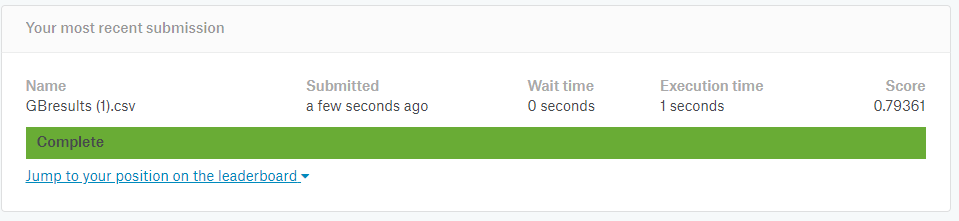 Your most recent submission
Name Submitted Wait time Execution time Score
GBresults (1).csv a few seconds ago 0 seconds 1 seconds 0.79361
Complete
Jump to your position on the leaderboard